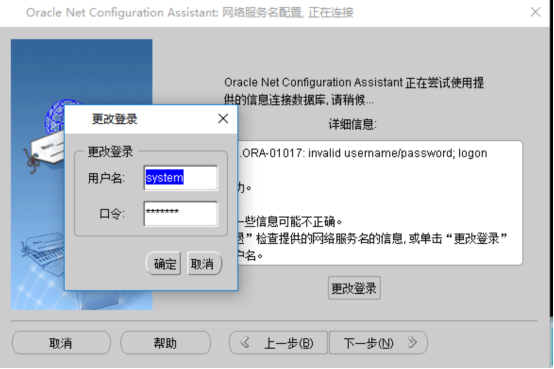 Oracle Net Configuration Assistant: 网络服务名配置, 正在连接
Oracle Net Configuration Assistant 正在尝试使用提
供的信息连接数据库, 请稍候...
详细信息:
.ORA-01017: invalid username/password; logon
功。
一些信息可能不正确。
退”检查提供的网络服务名的信息, 或单击“更改登录”
户名。
更改登录
更改登录
更改登录
用户名:
system
口令:
*******
确定
取消
取消
帮助
上一步(B)
下一步(N)